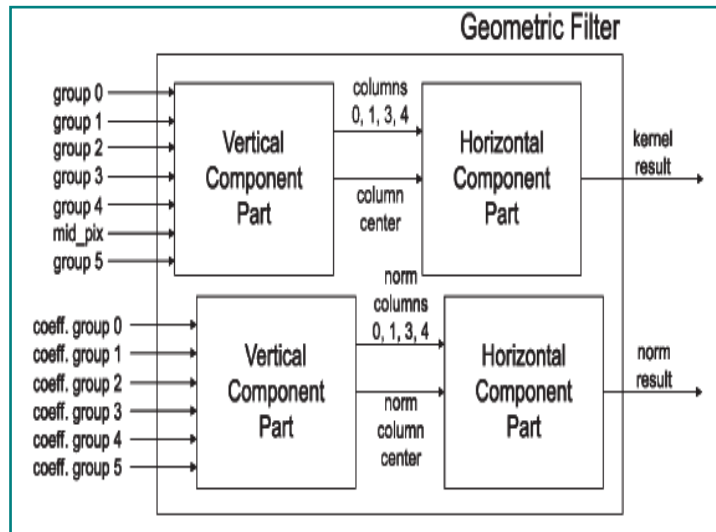 Geometric Filter
group 0
group 1
group 2
group 3
group 4
mid_pix
group 5
Vertical
Component
Part
columns
0, 1, 3, 4
column
center
Horizontal
Component
Part
kernel
result
coeff. group 0
coeff. group 1
coeff. group 2
coeff. group 3
coeff. group 4
coeff. group 5
Vertical
Component
Part
norm
columns
0, 1, 3, 4
norm
column
center
Horizontal
Component
Part
norm
result